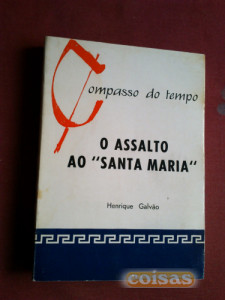 Compasso do tempo
O ASSALTO
AO "SANTA MARIA"
Henrique Galvão
coisas